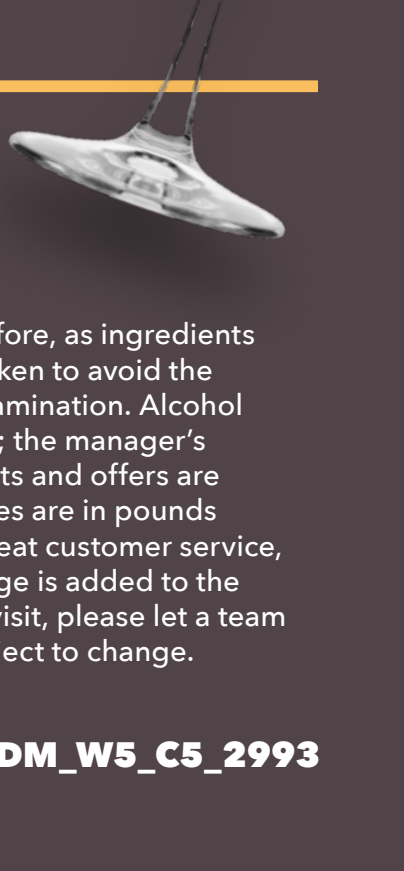 fore, as ingredients
ken to avoid the
amination. Alcohol
; the manager’s
ts and offers are
es are in pounds
eat customer service,
ge is added to the
visit, please let a team
ject to change.
DM_W5_C5_2993